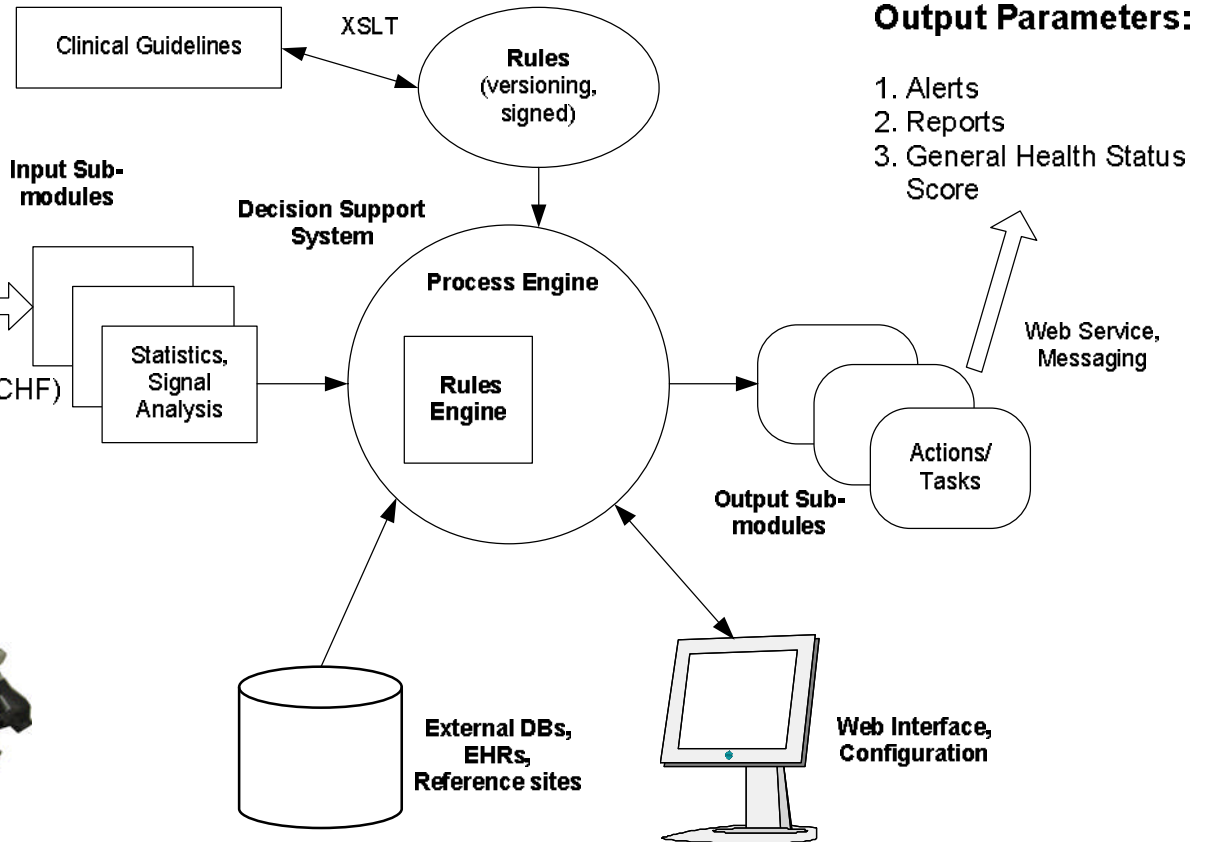 Clinical Guidelines
XSLT
Rules
(versioning,
signed)
Output Parameters:
1. Alerts
2. Reports
3. General Health Status
Score
Input Sub-
modules
Decision Support
System
Process Engine
Rules
Engine
Statistics,
Signal
Analysis
CHF)
Web Service,
Messaging
Actions/
Tasks
Output Sub-
modules
External DBs,
EHRs,
Reference sites
Web Interface,
Configuration